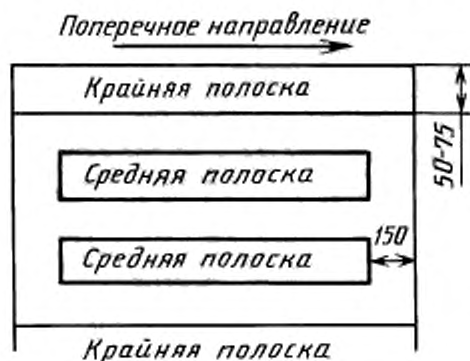 Поперечное направление
Крайняя полоска
50-75
Средняя полоска
150
Средняя полоска
Крайняя полоска